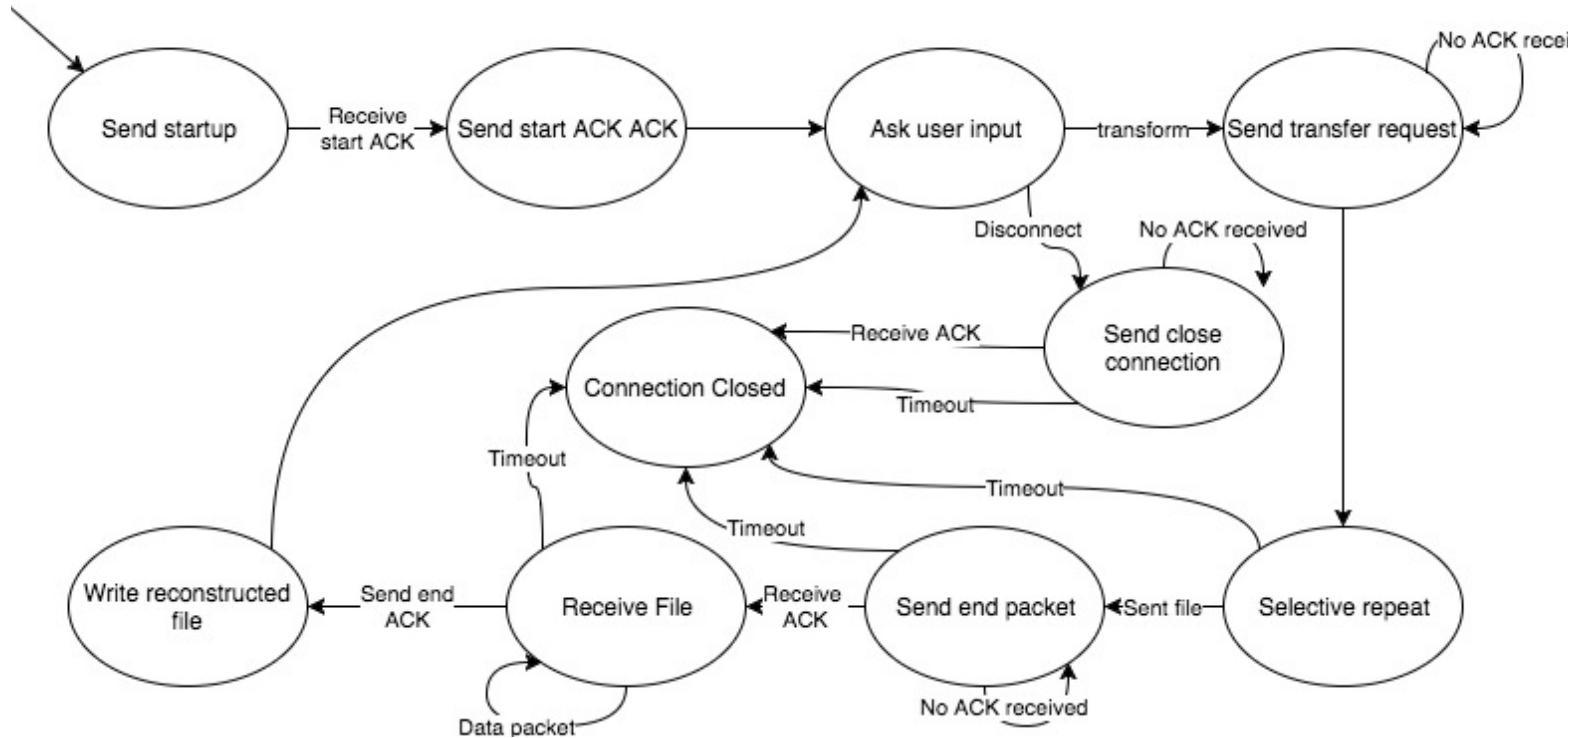 No ACK recei
Send startup
Receive
start ACK
Send start ACK ACK
Ask user input
transform
Send transfer request
Disconnect
No ACK received
Receive ACK
Send close
connection
Connection Closed
Timeout
Timeout
Timeout
Timeout
Write reconstructed
file
Send end
ACK
Receive File
Receive
ACK
Send end packet
Sent file
Selective repeat
Data packet
No ACK received